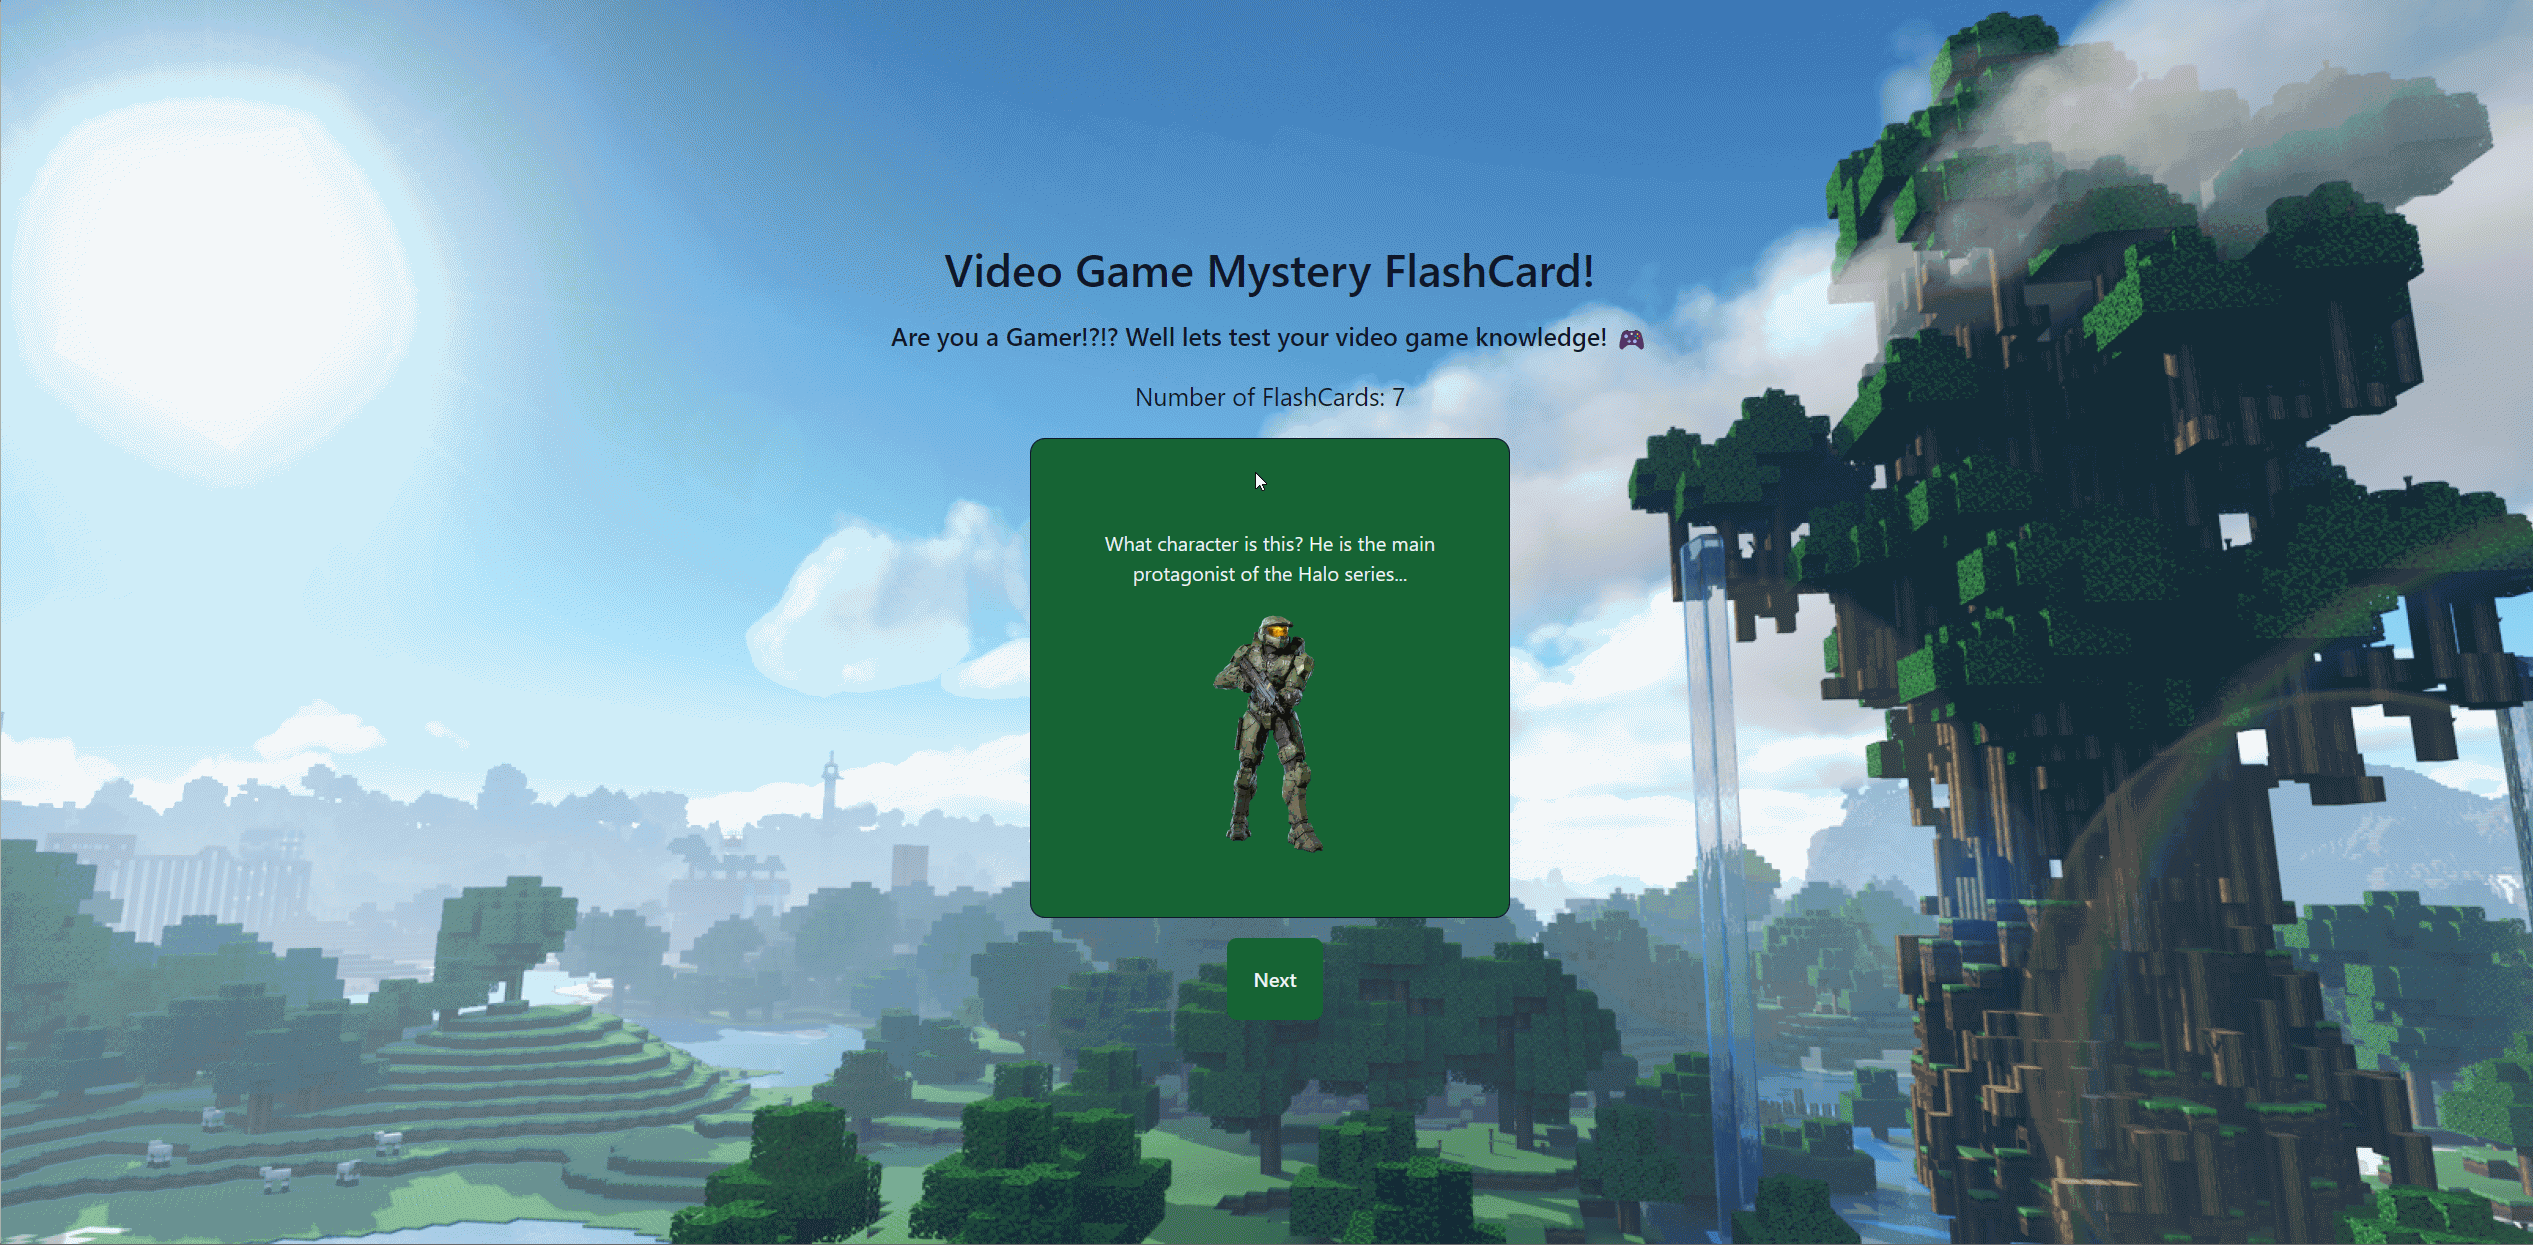 Video Game Mystery FlashCard!
Are you a Gamer!?!? Well lets test your video game knowledge! 🎮
Number of FlashCards: 7
What character is this? He is the main
protagonist of the Halo series...
Next